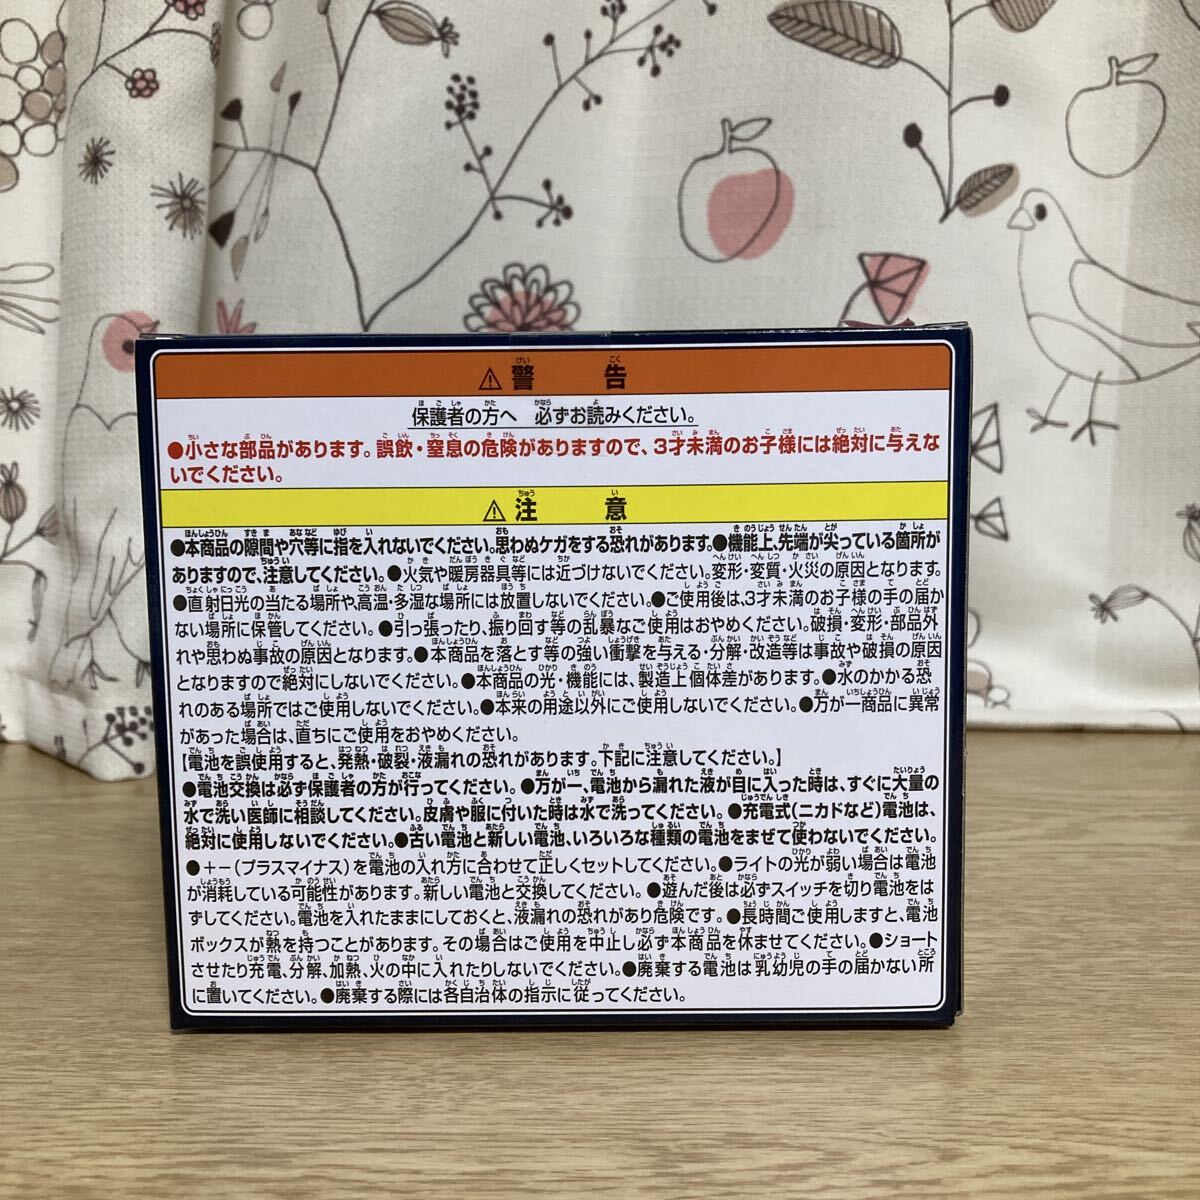 ⚠警告
保護者の方へ 必ずお読みください。
●小さな部品があります。誤飲・窒息の危険がありますので、3才未満のお子様には絶対に与えな
いでください。
⚠注意
●本商品の隙間や穴等に指を入れないでください。思わぬケガをする恐れがあります。●機能上、先端が尖っている箇所が
ありますので、注意してください。●火気や暖房器具等には近づけないでください。変形・変質・火災の原因となります。
●直射日光の当たる場所や、高温・多湿な場所には放置しないでください。●ご使用後は、3才未満のお子様の手の届か
ない場所に保管してください。●引っ張ったり、振り回す等の乱暴なご使用はおやめください。破損・変形・部品外
れや思わぬ事故の原因となります。●本商品を落とす等の強い衝撃を与える・分解・改造等は事故や破損の原因
となりますので絶対にしないでください。●本商品の光・機能には、製造上個体差があります。●水のかかる恐
れのある場所ではご使用しないでください。●本来の用途以外にご使用しないでください。●万が一商品に異常
があった場合は、直ちにご使用をおやめください。
【電池を誤使用すると、発熱・破裂・液漏れの恐れがあります。下記に注意してください。】
●電池交換は必ず保護者の方が行ってください。●万が一、電池から漏れた液が目に入った時は、すぐに大量の
水で洗い医師に相談してください。皮膚や服に付いた時は水で洗ってください。●充電式(ニカドなど)電池は、
絶対に使用しないでください。●古い電池と新しい電池、いろいろな種類の電池をまぜて使わないでください。
●+-(プラスマイナス)を電池の入れ方に合わせて正しくセットしてください。●ライトの光が弱い場合は電池
が消耗している可能性があります。新しい電池と交換してください。●遊んだ後は必ずスイッチを切り電池をは
ずしてください。電池を入れたままにしておくと、液漏れの恐れがあり危険です。●長時間ご使用しますと、電池
ボックスが熱を持つことがあります。その場合はご使用を中止し必ず本商品を休ませてください。●ショート
させたり充電、分解、加熱、火の中に入れたりしないでください。●廃棄する電池は乳幼児の手の届かない所
に置いてください。●廃棄する際には各自治体の指示に従ってください。